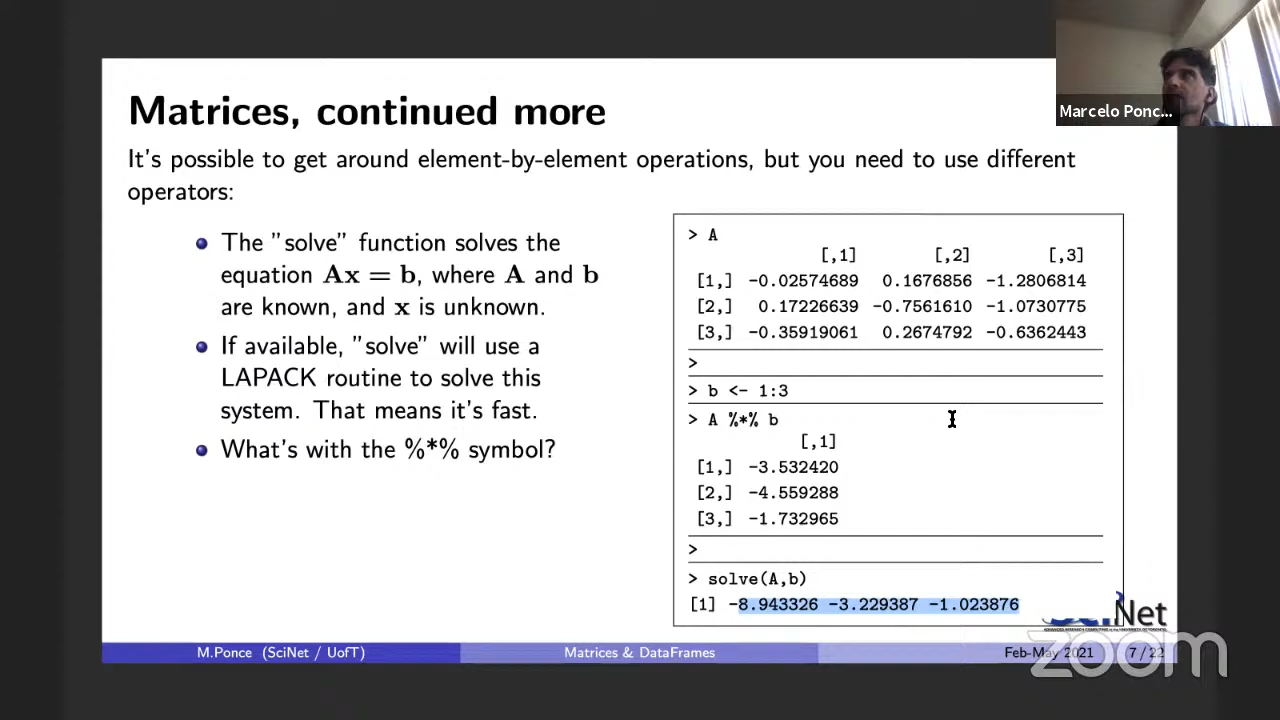 Matrices, continued more
It's possible to get around element-by-element operations, but you need to use different
operators:
The "solve" function solves the
equation Ax = b, where A and b
are known, and x is unknown.
If available, "solve" will use a
LAPACK routine to solve this
system. That means it's fast.
What's with the %*% symbol?
> A
[,1] [,2] [,3]
[1,] -0.02574689 0.1676856 -1.2806814
[2,] 0.17226639 -0.7561610 -1.0730775
[3,] -0.35919061 0.2674792 -0.6362443
>
> b <- 1:3
> A %*% b
[,1]
[1,] -3.532420
[2,] -4.559288
[3,] -1.732965
>
> solve(A,b)
[1] -8.943326 -3.229387 -1.023876
SciNet
M.Ponce (SciNet / UofT) Matrices & DataFrames Feb-May 2021 7 / 22
zoom
Marcelo Ponc...